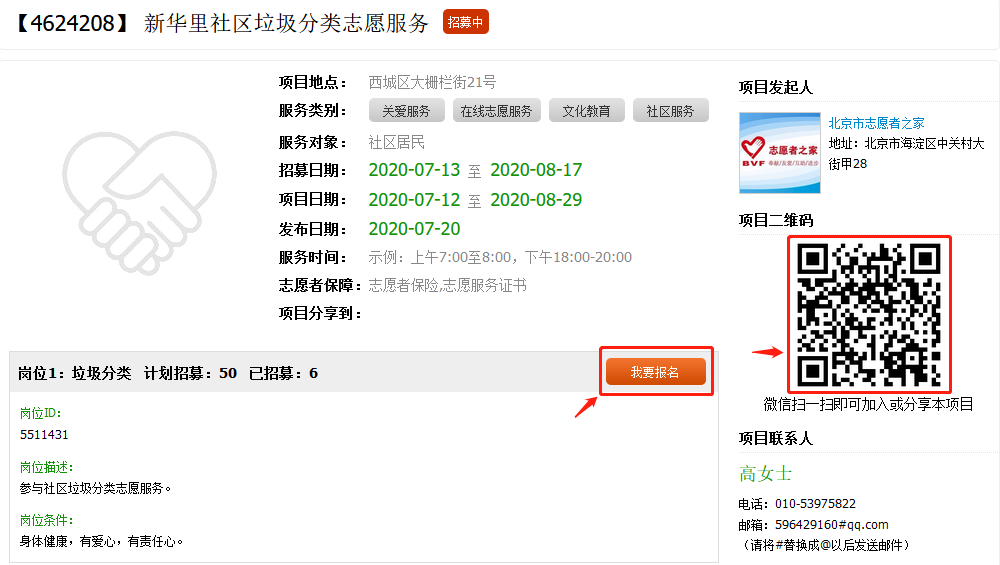 【4624208】 新华里社区垃圾分类志愿服务 招募中
项目地点： 西城区大栅栏街21号
服务类别： 关爱服务 在线志愿服务 文化教育 社区服务
服务对象： 社区居民
招募日期： 2020-07-13 至 2020-08-17
项目日期： 2020-07-12 至 2020-08-29
发布日期： 2020-07-20
服务时间： 示例：上午7:00至8:00，下午18:00-20:00
志愿者保障： 志愿者保险,志愿服务证书
项目分享到：
岗位1：垃圾分类 计划招募：50 已招募：6
我要报名
岗位ID:
5511431
岗位描述:
参与社区垃圾分类志愿服务。
岗位条件:
身体健康，有爱心，有责任心。
项目发起人
志愿者之家
BVF 奉献/友爱/互助/进步
北京市志愿者之家
地址：北京市海淀区中关村大
街甲28
项目二维码
微信扫一扫即可加入或分享本项目
项目联系人
高女士
电话：010-53975822
邮箱：596429160#qq.com
（请将#替换成@以后发送邮件）